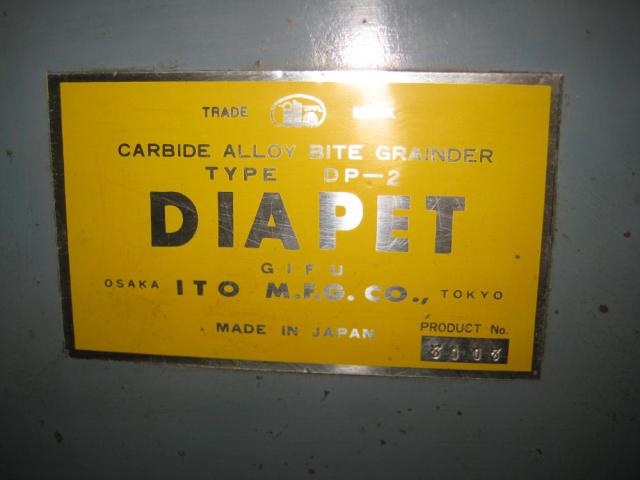 TRADE MARK
CARBIDE ALLOY BITE GRAINDER
TYPE DP-2
DIAPET
GIFU
OSAKA ITO M.F.G. CO., TOKYO
MADE IN JAPAN
PRODUCT No.